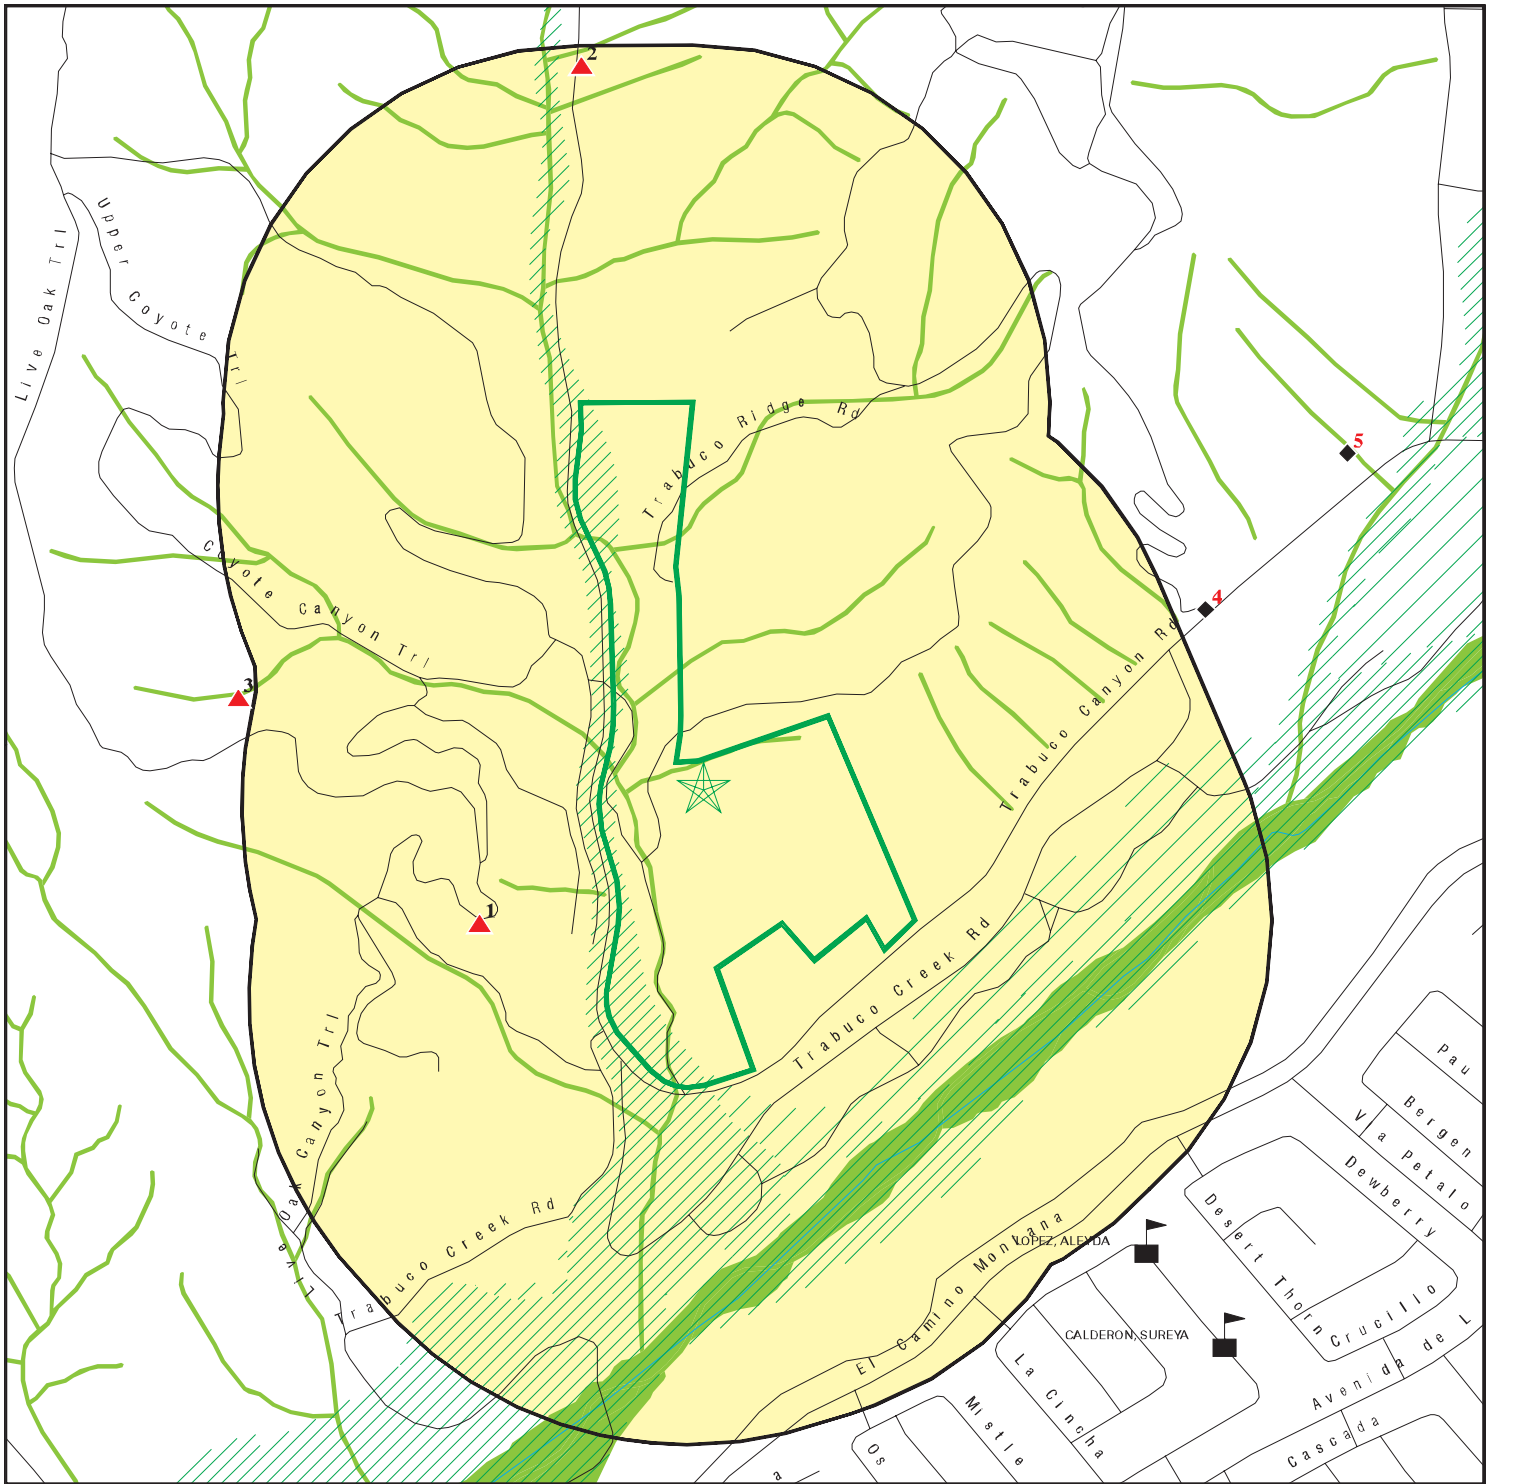 2
Upper Coyote Trl
Live Oak Trl
Trabuco Ridge Rd
5
Coyote Canyon Trl
4
3
Trabuco Canyon Rd
1
Trabuco Creek Rd
Live Oak Canyon Trl
Pau
Bergen
Via Petalo
Dewberry
Trabuco Creek Rd
Desert Thorn
El Camino Montana
LOPEZ, ALEYDA
CALDERON, SUREYA
Crucillo
Avenida de L
La Cincha
Mistle
Cascada
Os
a